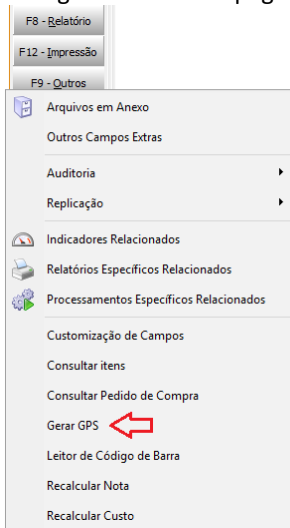 F8 - Relatório
F12 - Impressão
F9 - Outros
Arquivos em Anexo
Outros Campos Extras
Auditoria
Replicação
Indicadores Relacionados
Relatórios Específicos Relacionados
Processamentos Específicos Relacionados
Customização de Campos
Consultar itens
Consultar Pedido de Compra
Gerar GPS
Leitor de Código de Barra
Recalcular Nota
Recalcular Custo